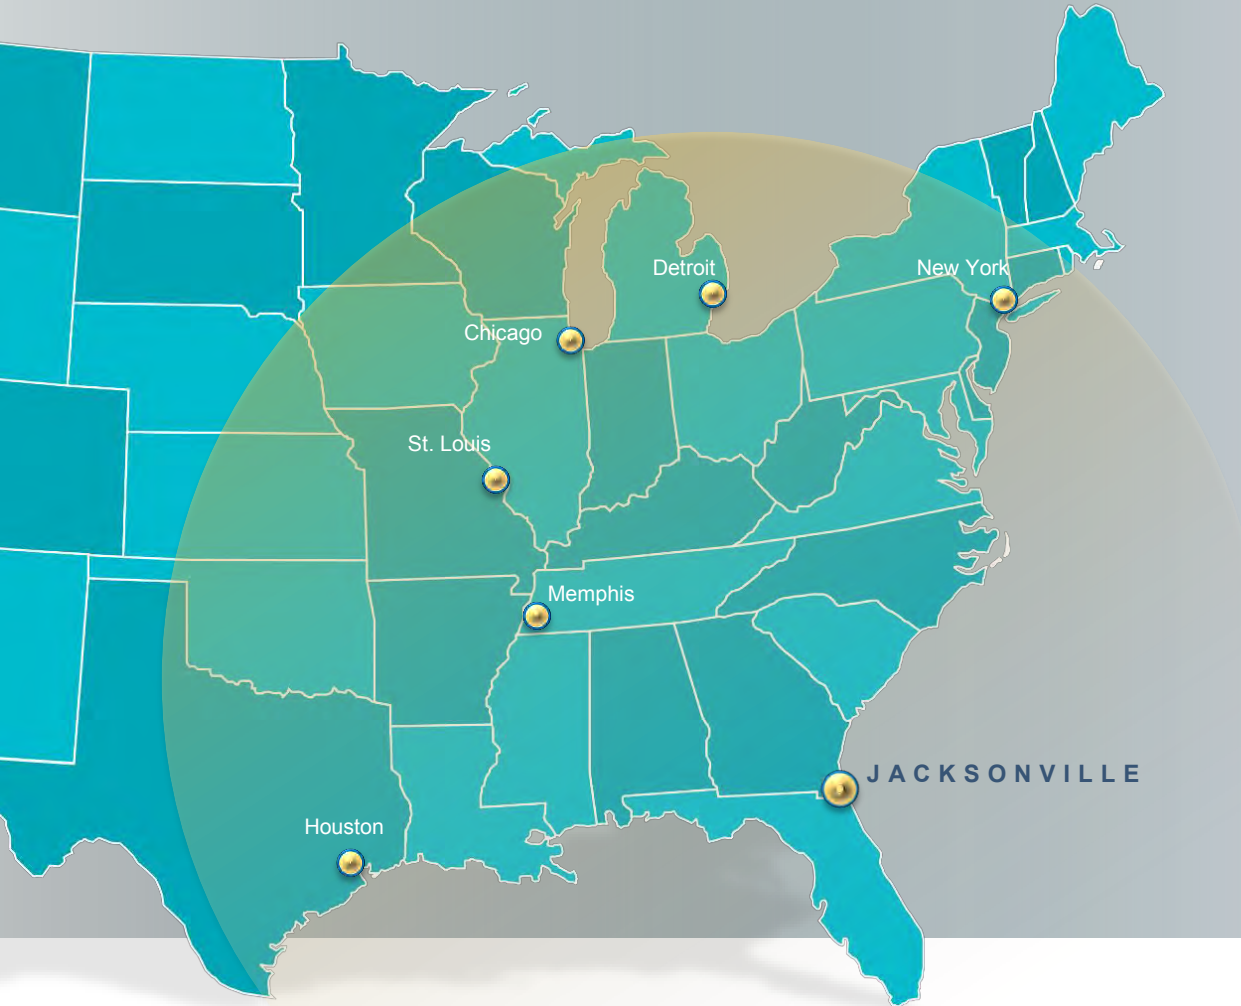 Detroit
New York
Chicago
St. Louis
Memphis
JACKSONVILLE
Houston